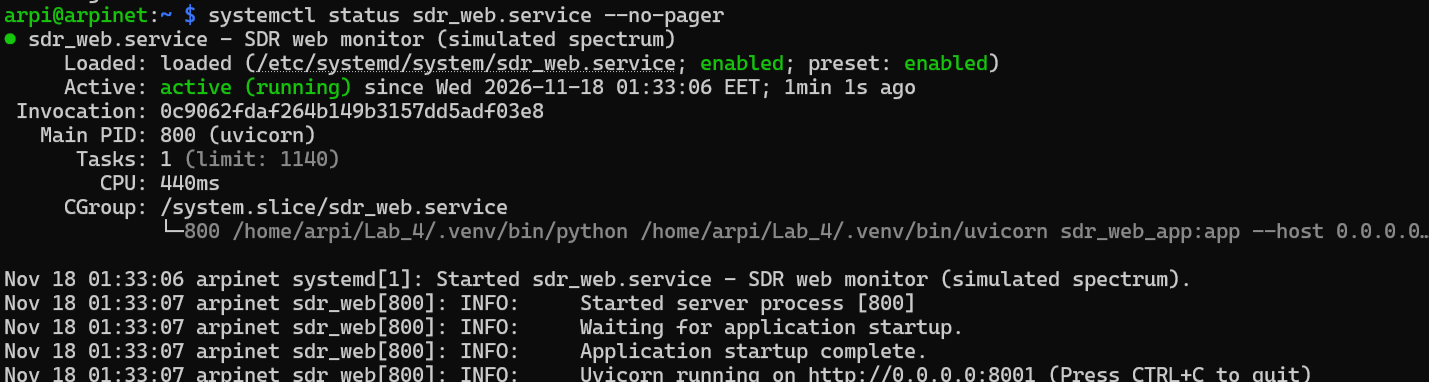 arpi@arpinet:~ $ systemctl status sdr_web.service --no-pager
● sdr_web.service - SDR web monitor (simulated spectrum)
     Loaded: loaded (/etc/systemd/system/sdr_web.service; enabled; preset: enabled)
     Active: active (running) since Wed 2026-11-18 01:33:06 EET; 1min 1s ago
 Invocation: 0c9062fdaf264b149b3157dd5adf03e8
   Main PID: 800 (uvicorn)
      Tasks: 1 (limit: 1140)
        CPU: 440ms
     CGroup: /system.slice/sdr_web.service
             └─800 /home/arpi/Lab_4/.venv/bin/python /home/arpi/Lab_4/.venv/bin/uvicorn sdr_web_app:app --host 0.0.0.0…

Nov 18 01:33:06 arpinet systemd[1]: Started sdr_web.service - SDR web monitor (simulated spectrum).
Nov 18 01:33:07 arpinet sdr_web[800]: INFO:     Started server process [800]
Nov 18 01:33:07 arpinet sdr_web[800]: INFO:     Waiting for application startup.
Nov 18 01:33:07 arpinet sdr_web[800]: INFO:     Application startup complete.
Nov 18 01:33:07 arpinet sdr_web[800]: INFO:     Uvicorn running on http://0.0.0.0:8001 (Press CTRL+C to quit)